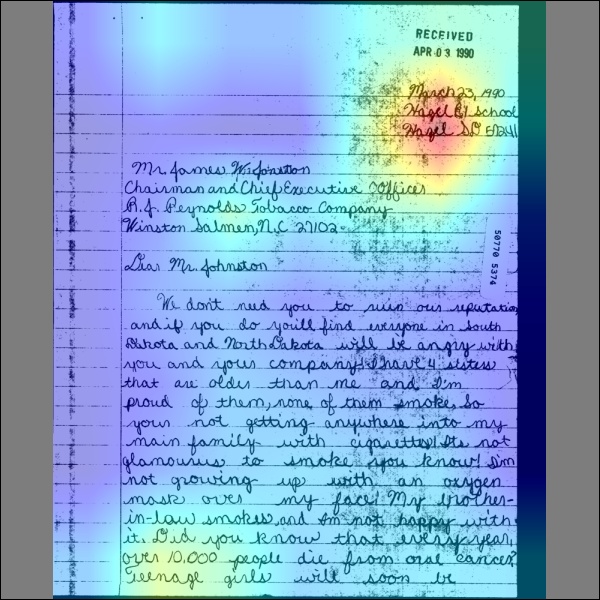 RECEIVED
APR 03 1990
March 23, 1990
Hazel El School
Hazel SD 57241
Mr. James W. Johnston
Chairman and Chief Executive Officer
R.J. Reynolds Tobacco Company
Winston Salmen, N.C 27102
50770 5374
Dear Mr. Johnston
We don't need you to ruin our reputation
and if you do you'll find everyone in South
Dakota and North Dakota will be angry with
you and your company! I have 4 sisters
that are older than me and I'm
proud of them, none of them smoke. So
your not getting anywhere into my
main family with cigarettes! Its not
glamourus to smoke you know! I'm
not growing up with an oxygen
mask over my face! My brother-
in-law smokes, and Im not happy with
it. Did you know that every year,
over 10,000 people die from oral cancer?
Teenage girls will soon be